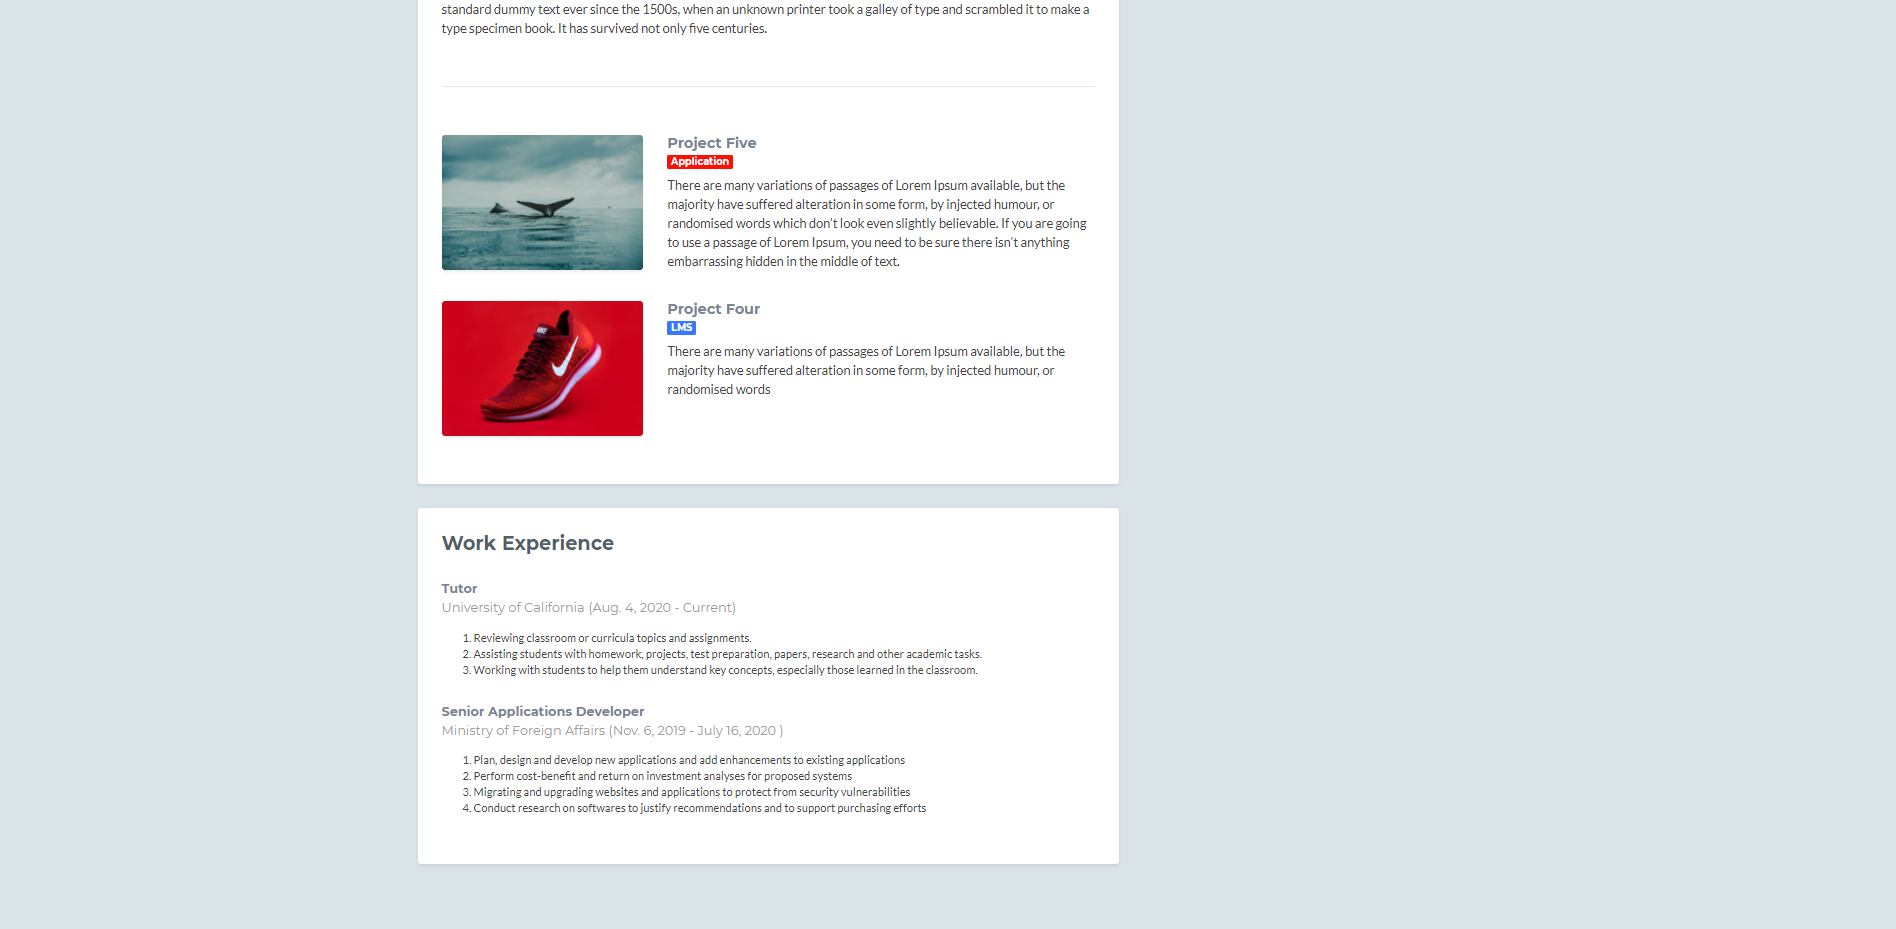 standard dummy text ever since the 1500s, when an unknown printer took a galley of type and scrambled it to make a
type specimen book. It has survived not only five centuries.
Project Five
Application
There are many variations of passages of Lorem Ipsum available, but the
majority have suffered alteration in some form, by injected humour, or
randomised words which don't look even slightly believable. If you are going
to use a passage of Lorem Ipsum, you need to be sure there isn't anything
embarrassing hidden in the middle of text.
Project Four
LMS
NIKE
There are many variations of passages of Lorem Ipsum available, but the
majority have suffered alteration in some form, by injected humour, or
randomised words
Work Experience
Tutor
University of California (Aug. 4, 2020 - Current)
1. Reviewing classroom or curricula topics and assignments.
2. Assisting students with homework, projects, test preparation, papers, research and other academic tasks.
3. Working with students to help them understand key concepts, especially those learned in the classroom.
Senior Applications Developer
Ministry of Foreign Affairs (Nov. 6, 2019 - July 16, 2020 )
1. Plan, design and develop new applications and add enhancements to existing applications
2. Perform cost-benefit and return on investment analyses for proposed systems
3. Migrating and upgrading websites and applications to protect from security vulnerabilities
4. Conduct research on softwares to justify recommendations and to support purchasing efforts